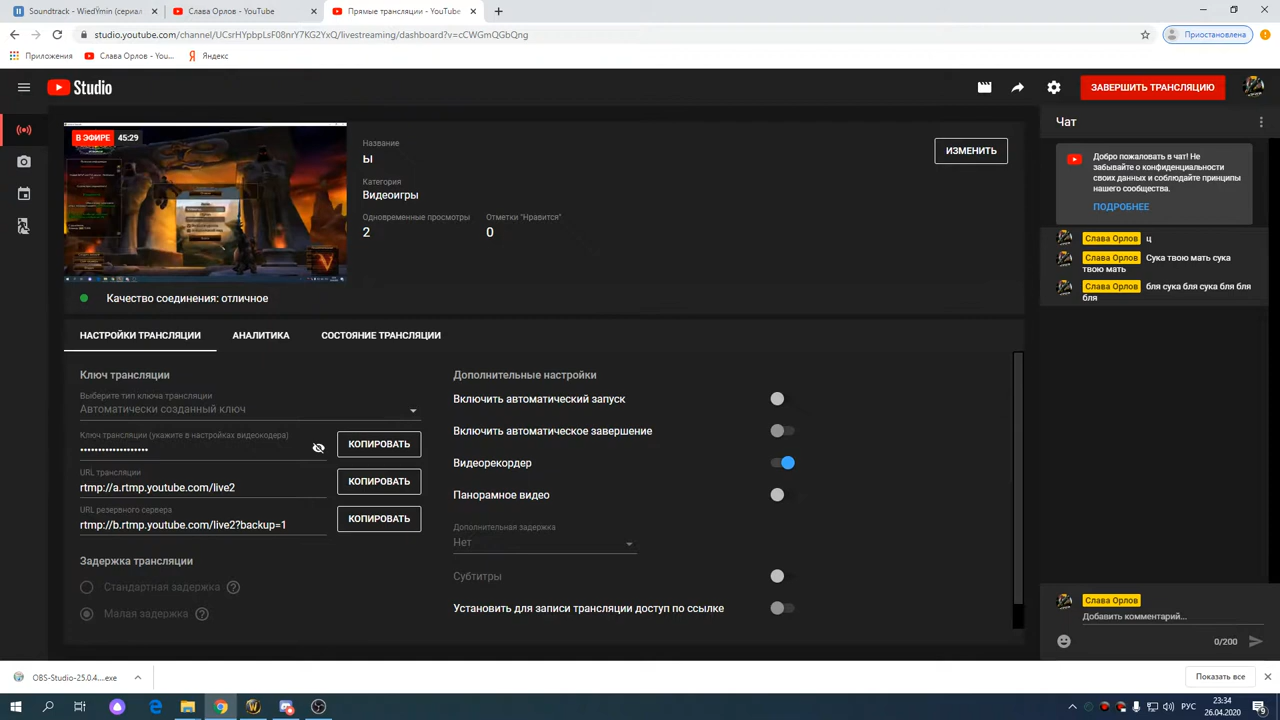 Soundtrack - WiedYmin (сериал
Слава Орлов - YouTube
Прямые трансляции - YouTube
studio.youtube.com/channel/UCsrHYpbpLsF08nrY7KG2YxQ/livestreaming/dashboard?v=cCWGmQGbQng
Приостановлена
Приложения
Слава Орлов - You...
Яндекс
Studio
ЗАВЕРШИТЬ ТРАНСЛЯЦИЮ
В ЭФИРЕ 45:29
Название
ы
ИЗМЕНИТЬ
Категория
Видеоигры
Одновременные просмотры
Отметки "Нравится"
2
0
Качество соединения: отличное
НАСТРОЙКИ ТРАНСЛЯЦИИ
АНАЛИТИКА
СОСТОЯНИЕ ТРАНСЛЯЦИИ
Ключ трансляции
Выберите тип ключа трансляции
Автоматически созданный ключ
Ключ трансляции (укажите в настройках видеокодера)
••••••••••••••••••
КОПИРОВАТЬ
URL трансляции
rtmp://a.rtmp.youtube.com/live2
КОПИРОВАТЬ
URL резервного сервера
rtmp://b.rtmp.youtube.com/live2?backup=1
КОПИРОВАТЬ
Задержка трансляции
Стандартная задержка
Малая задержка
Дополнительные настройки
Включить автоматический запуск
Включить автоматическое завершение
Видеорекордер
Панорамное видео
Дополнительная задержка
Нет
Субтитры
Установить для записи трансляции доступ по ссылке
Чат
Добро пожаловать в чат! Не
забывайте о конфиденциальности
своих данных и соблюдайте принципы
нашего сообщества.
ПОДРОБНЕЕ
Слава Орлов ц
Слава Орлов Сука твою мать сука
твою мать
Слава Орлов бля сука бля сука бля бля
бля
Слава Орлов
Добавить комментарий...
0/200
OBS-Studio-25.0.4....exe
Показать все
РУС
23:34
26.04.2020
9